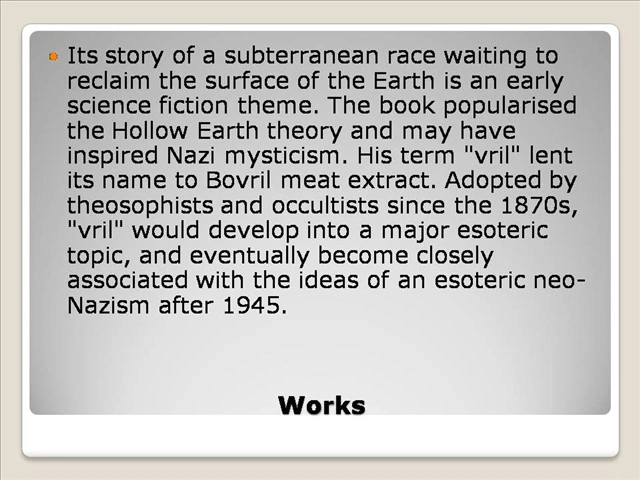 Its story of a subterranean race waiting to
reclaim the surface of the Earth is an early
science fiction theme. The book popularised
the Hollow Earth theory and may have
inspired Nazi mysticism. His term "vril" lent
its name to Bovril meat extract. Adopted by
theosophists and occultists since the 1870s,
"vril" would develop into a major esoteric
topic, and eventually become closely
associated with the ideas of an esoteric neo-
Nazism after 1945.
Works